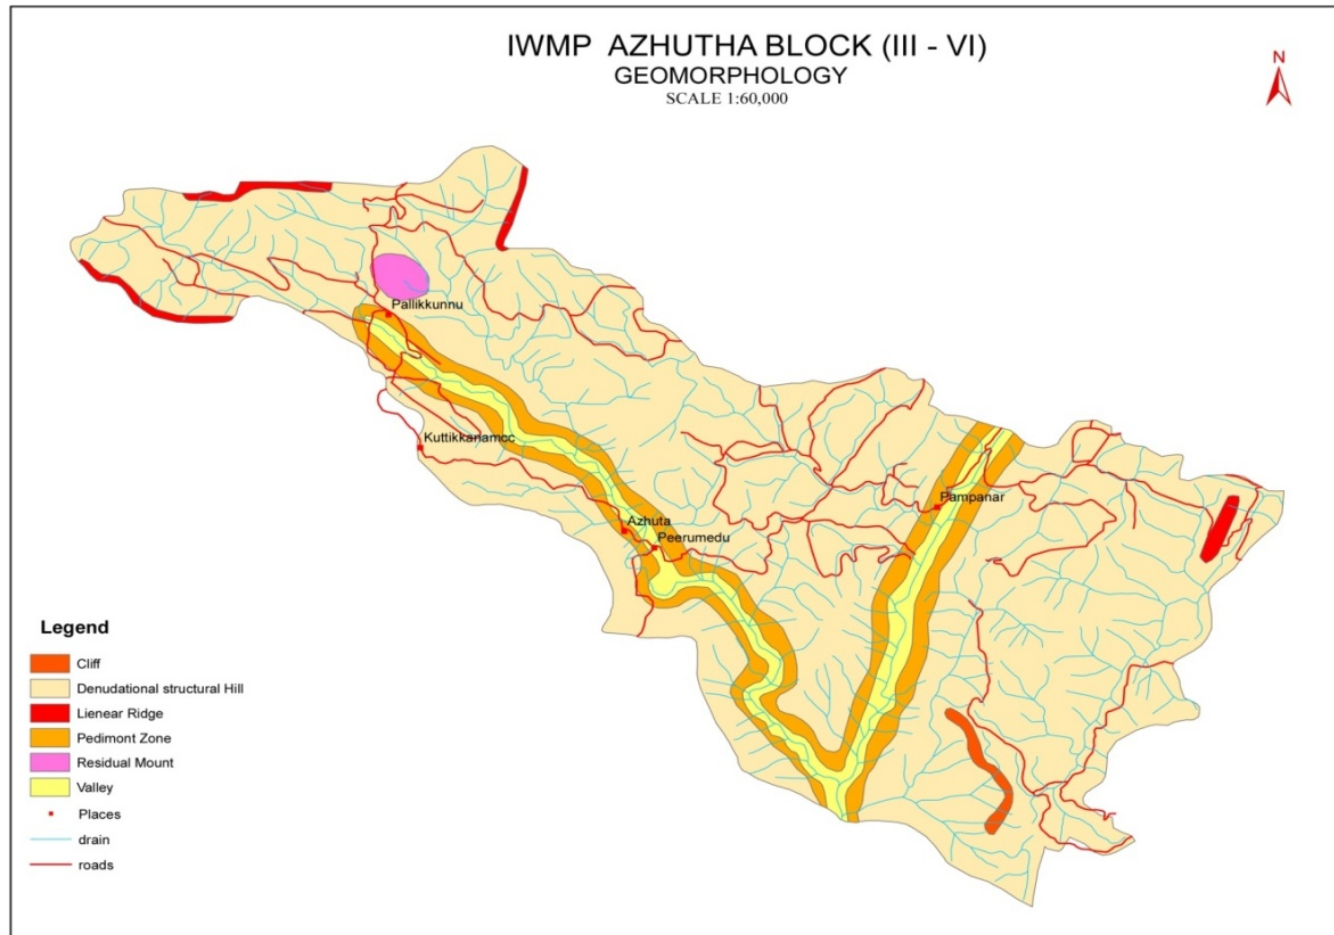 IWMP AZHUTHA BLOCK (III - VI)
GEOMORPHOLOGY
SCALE 1:60,000
N
Pallikkunnu
Kuttikkanamcc
Azhuta
Peerumedu
Pampanar
Legend
Cliff
Denudational structural Hill
Lienear Ridge
Pedimont Zone
Residual Mount
Valley
Places
drain
roads